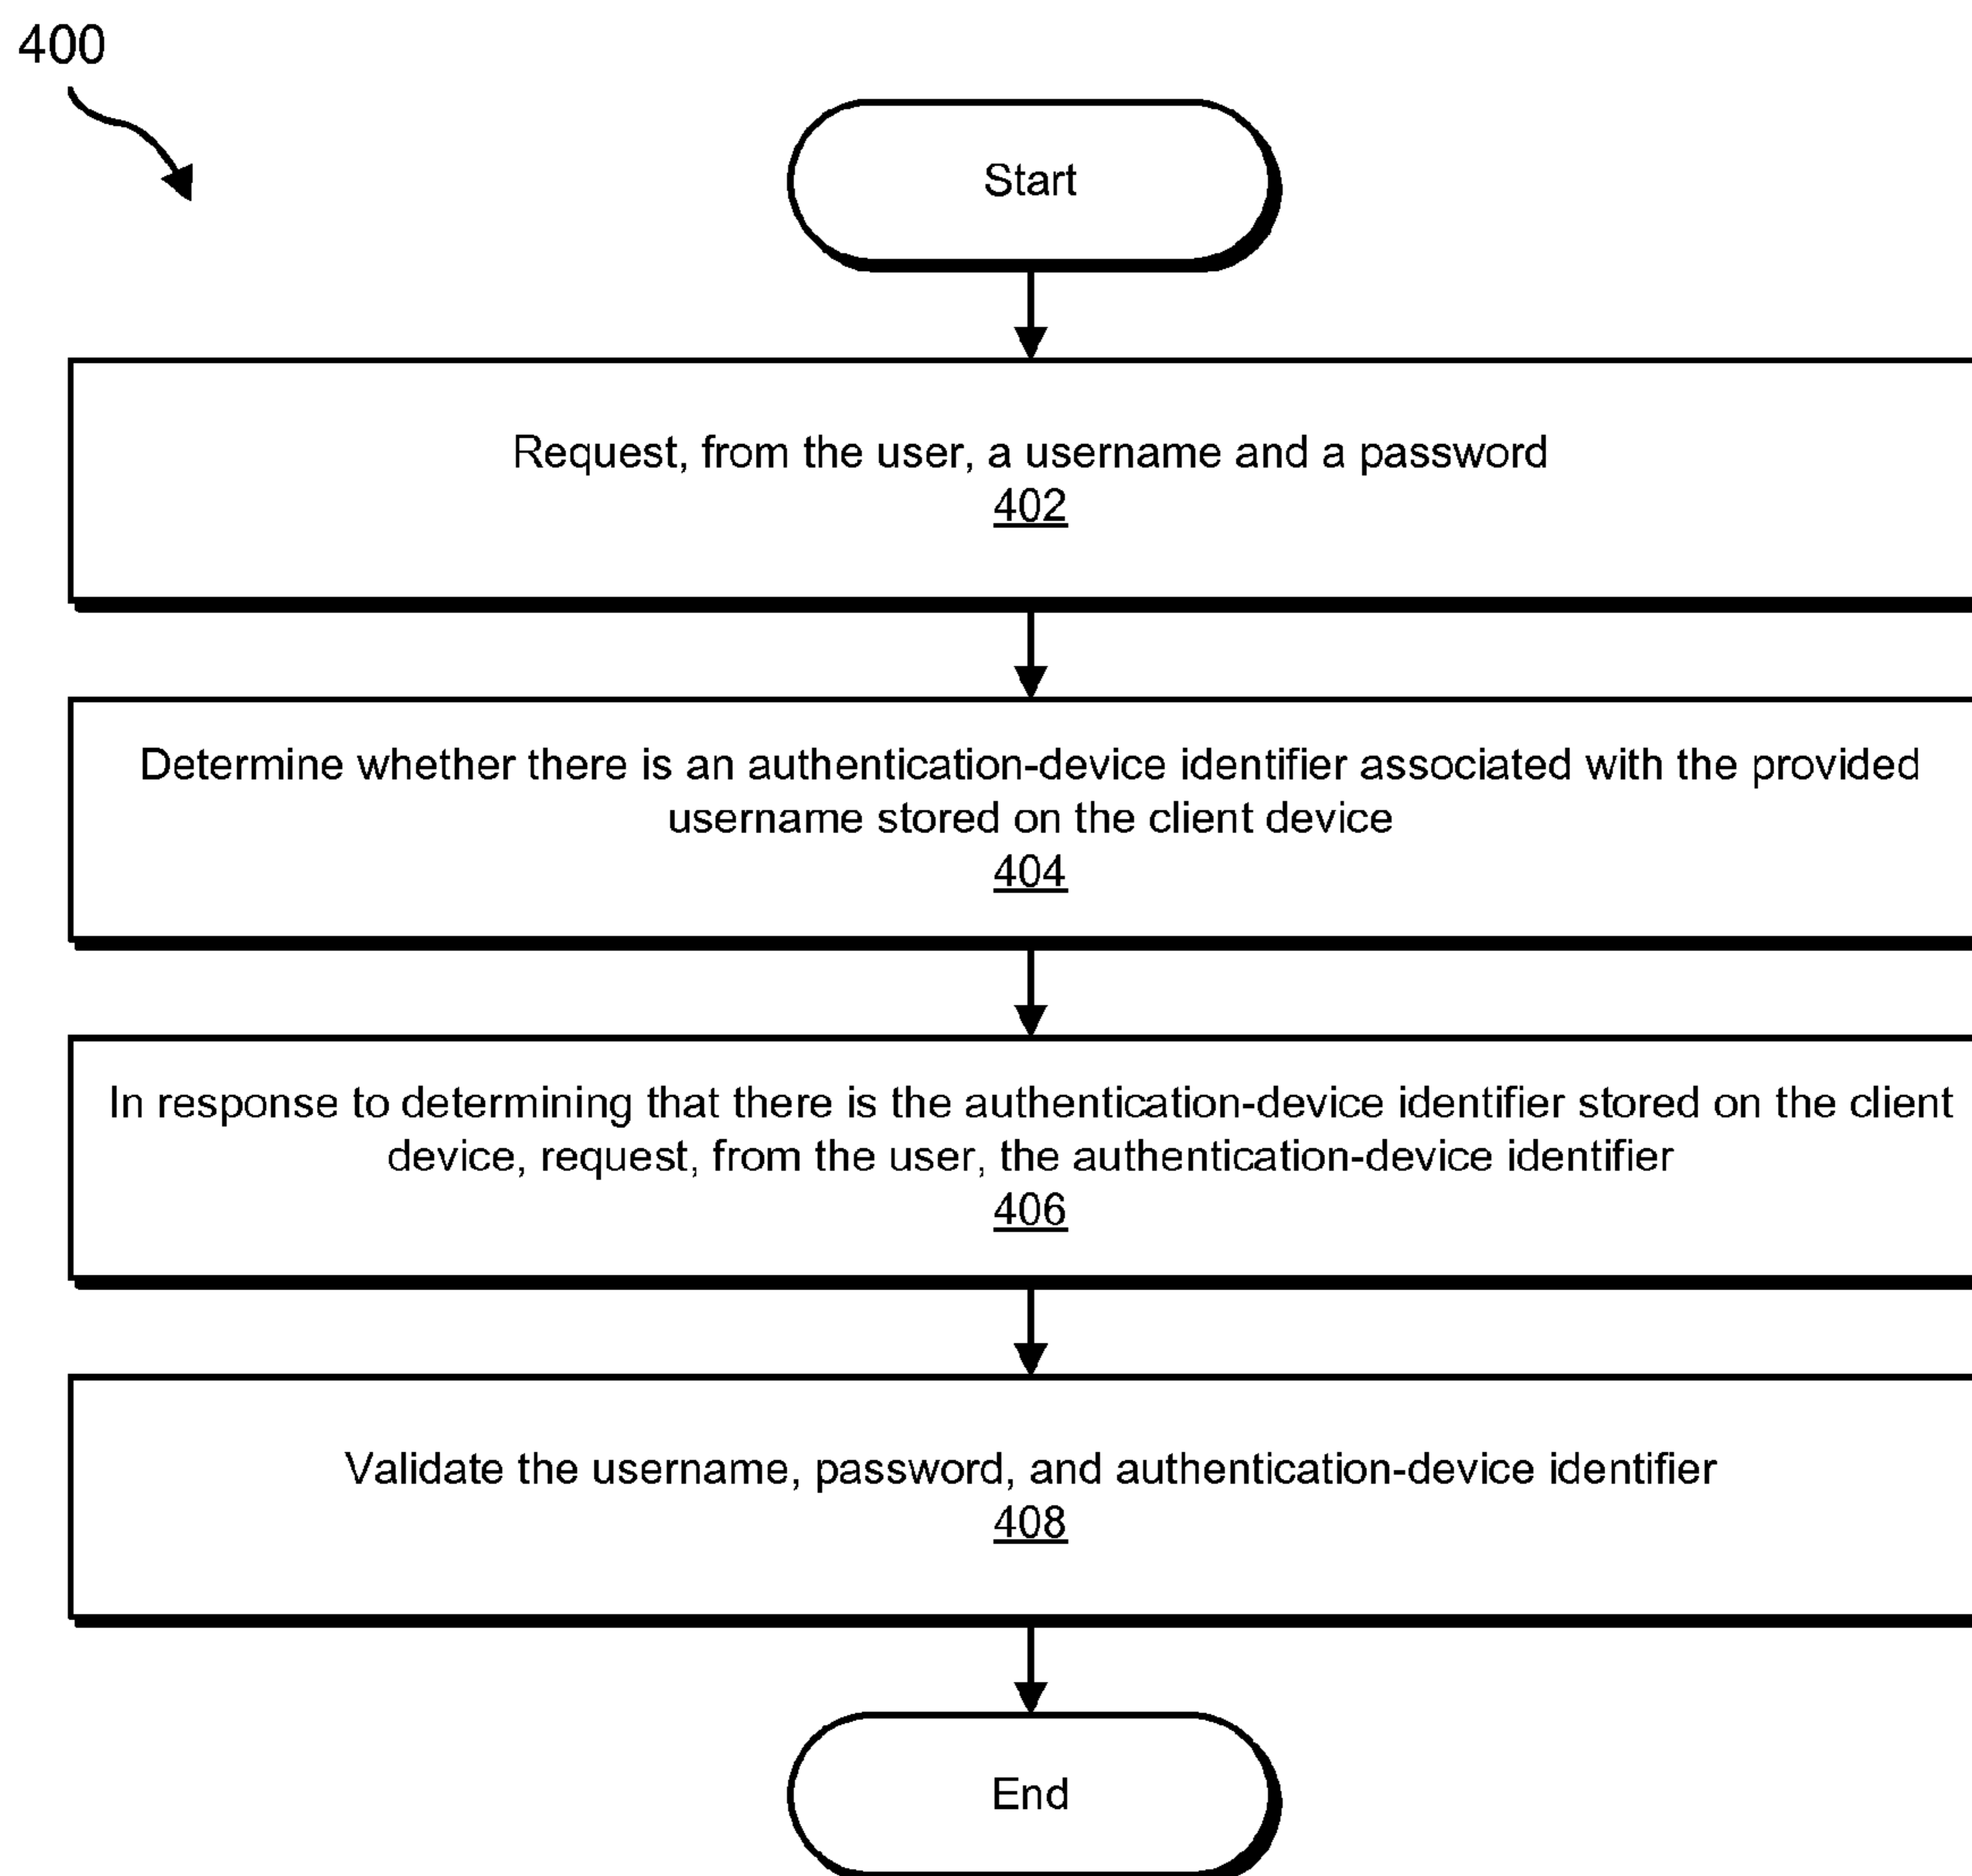 400
Start
Request, from the user, a username and a password
402
Determine whether there is an authentication-device identifier associated with the provided
username stored on the client device
404
In response to determining that there is the authentication-device identifier stored on the client
device, request, from the user, the authentication-device identifier
406
Validate the username, password, and authentication-device identifier
408
End